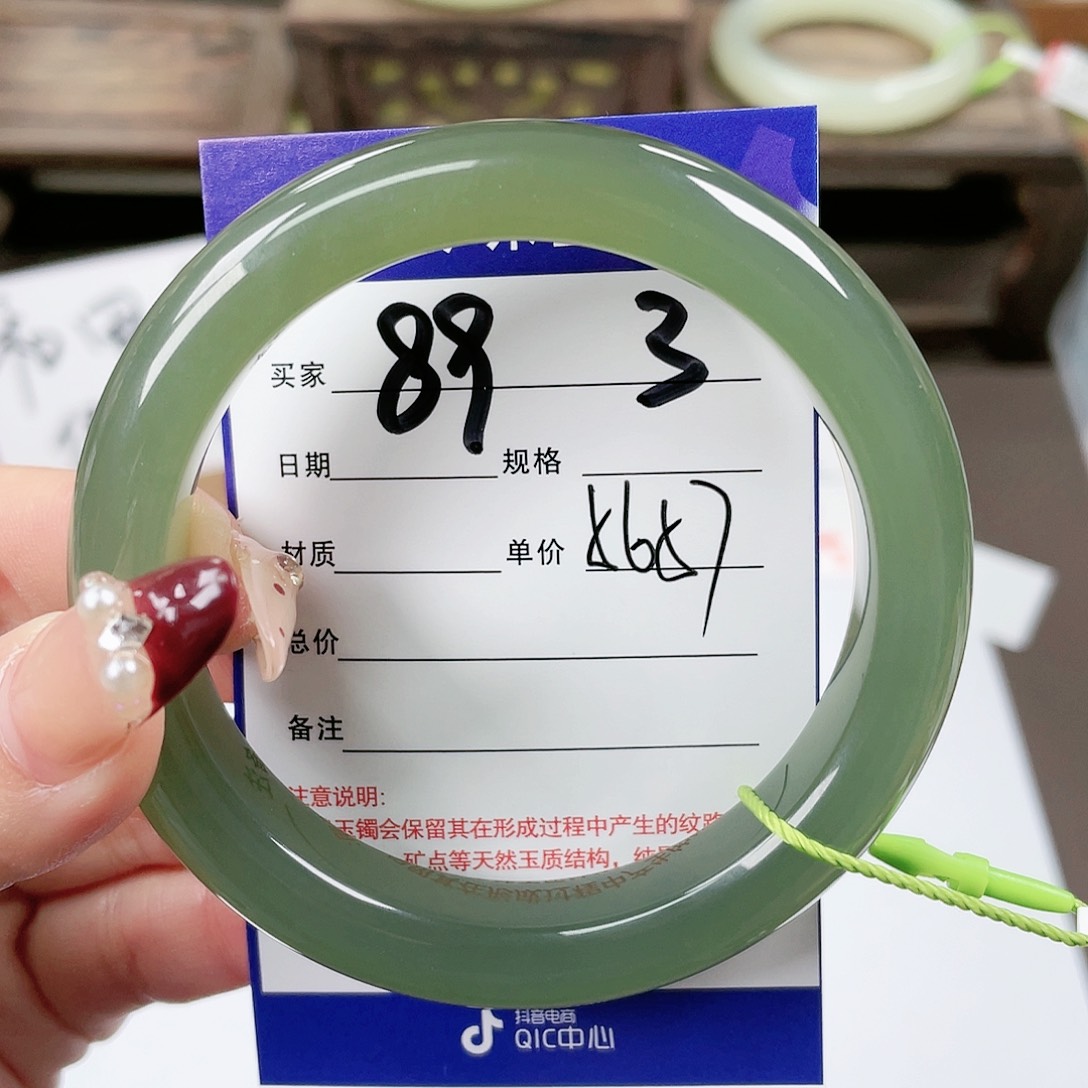 买家 89 3
日期 规格
材质 单价
总价
备注
注意说明:
玉镯会保留其在形成过程中产生的纹路
矿点等天然玉质结构,
抖音电商
QIC中心